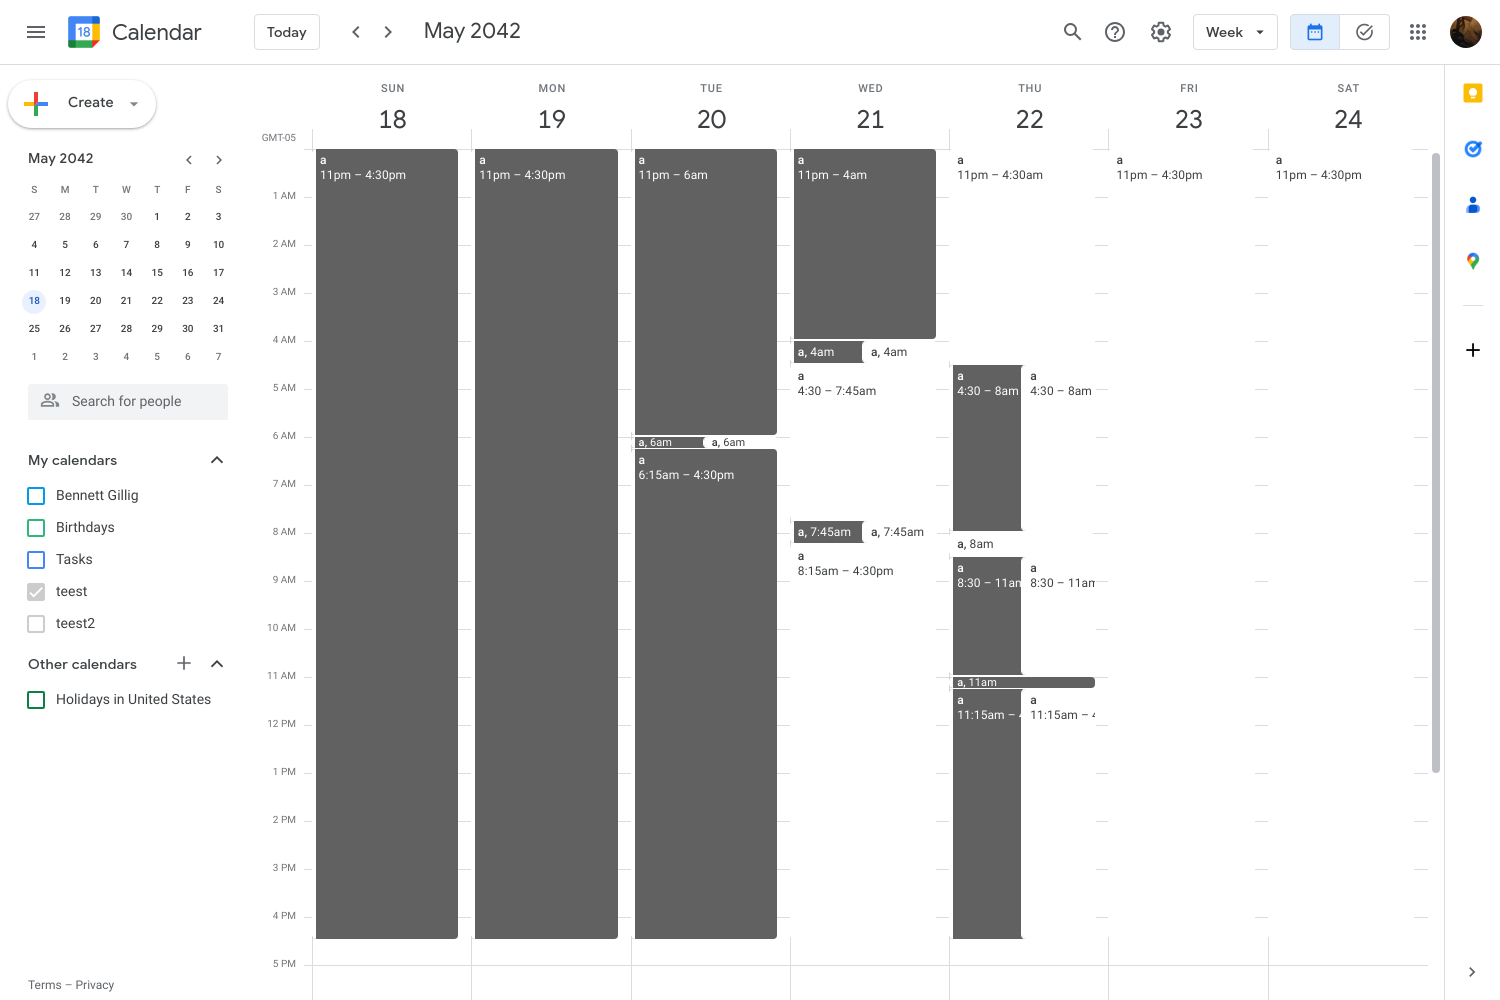 18
Calendar
Today
May 2042
Week
Create
May 2042
S M T W T F S
27 28 29 30 1 2 3
4 5 6 7 8 9 10
11 12 13 14 15 16 17
18 19 20 21 22 23 24
25 26 27 28 29 30 31
1 2 3 4 5 6 7
Search for people
My calendars
Bennett Gillig
Birthdays
Tasks
teest
teest2
Other calendars
Holidays in United States
Terms – Privacy
GMT-05
SUN MON TUE WED THU FRI SAT
18 19 20 21 22 23 24
1 AM
2 AM
3 AM
4 AM
5 AM
6 AM
7 AM
8 AM
9 AM
10 AM
11 AM
12 PM
1 PM
2 PM
3 PM
4 PM
5 PM
a
11pm – 4:30pm
a
11pm – 4:30pm
a
11pm – 6am
a, 6am
a, 6am
a
6:15am – 4:30pm
a
11pm – 4am
a, 4am
a, 4am
a
4:30 – 7:45am
a, 7:45am
a, 7:45am
a
8:15am – 4:30pm
a
11pm – 4:30am
a
4:30 – 8am
a
4:30 – 8am
a, 8am
a
8:30 – 11am
a
8:30 – 11am
a, 11am
a
11:15am – 4
a
11:15am – 4
a
11pm – 4:30pm
a
11pm – 4:30pm